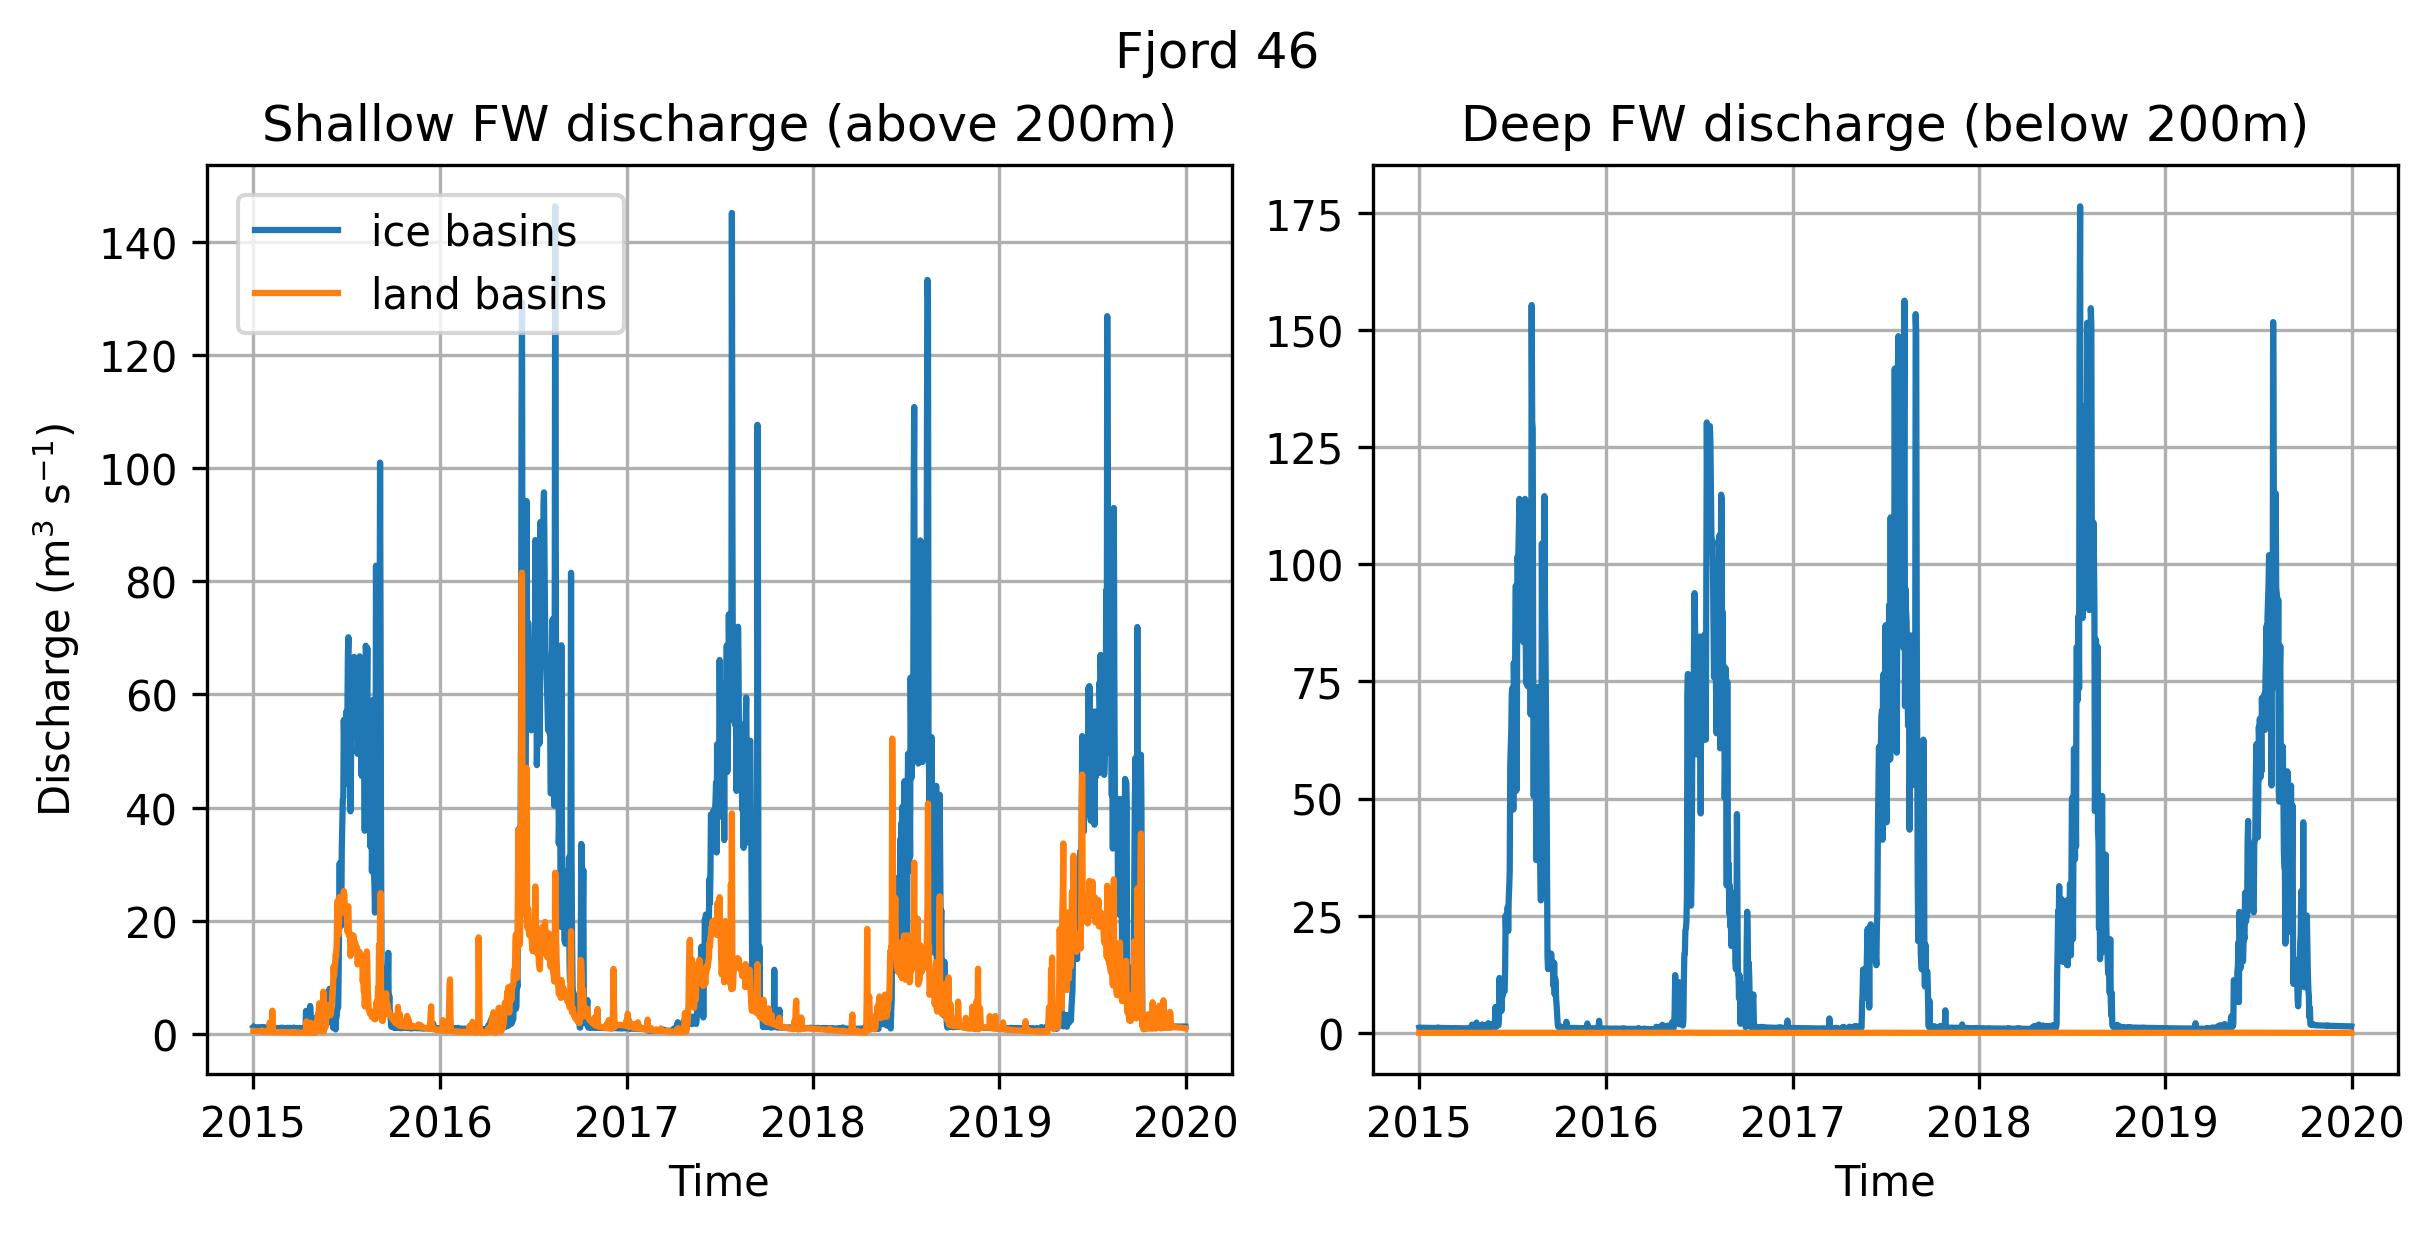 Fjord 46
Shallow FW discharge (above 200m)
Deep FW discharge (below 200m)
ice basins
land basins
Discharge (m³ s⁻¹)
140
120
100
80
60
40
20
0
2015 2016 2017 2018 2019 2020
Time
175
150
125
100
75
50
25
0
2015 2016 2017 2018 2019 2020
Time